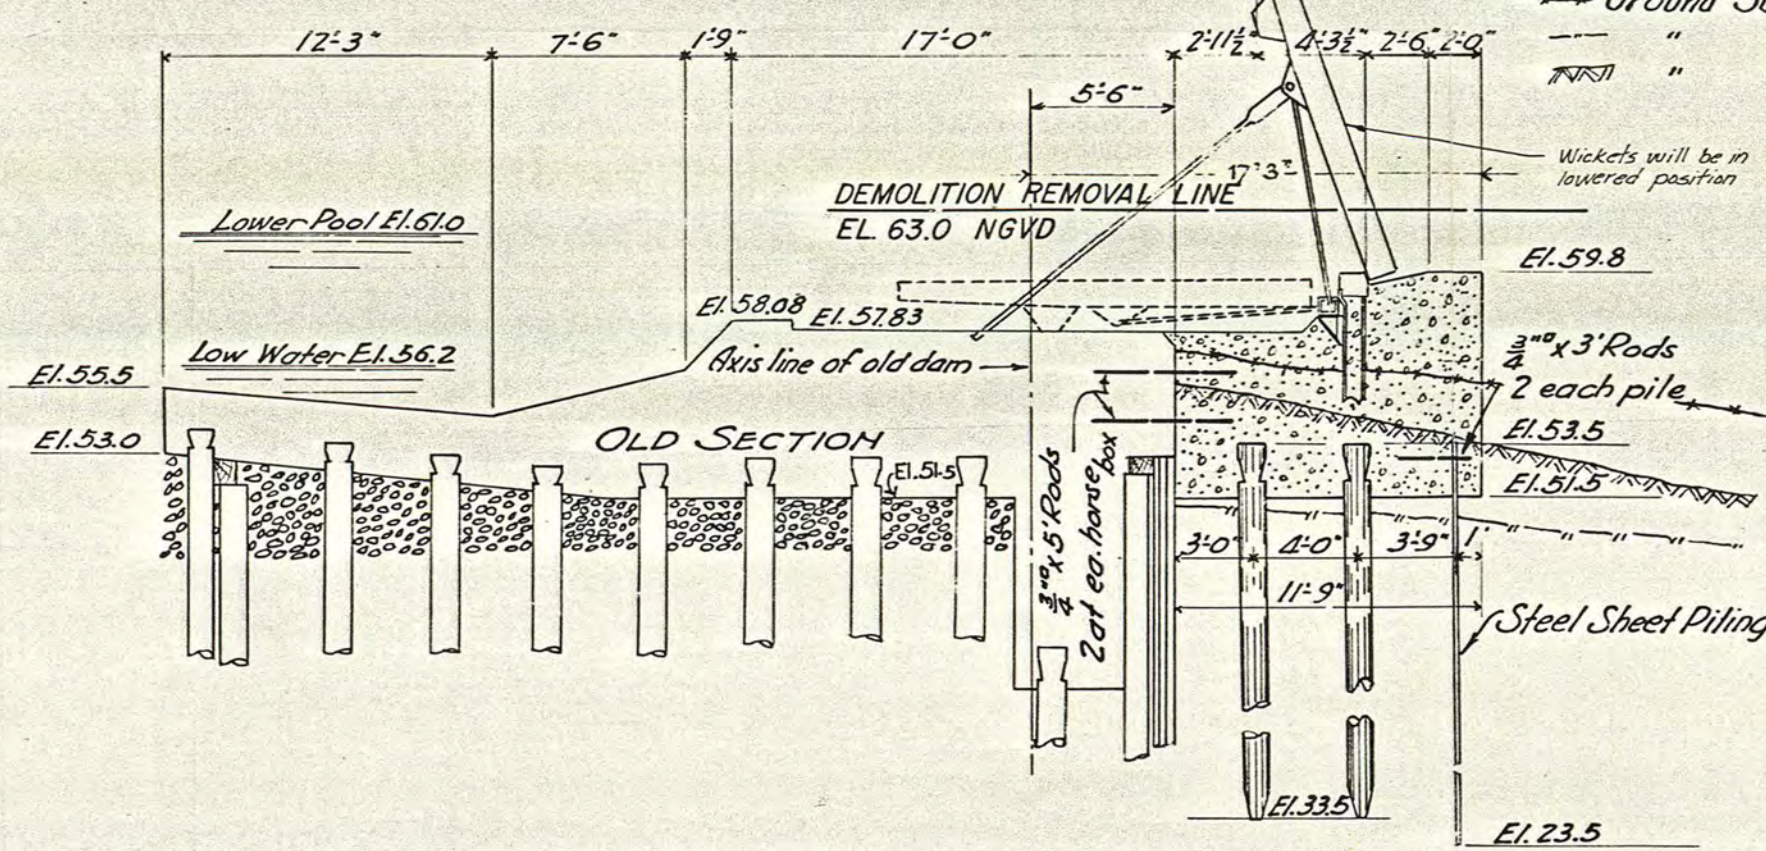 Ground
"
"
12'-3"
7'-6"
1'-9"
17'-0"
2'-11½"
4'-3½"
2'-6"
2'-0"
5'-6"
17'-3"
Wickets will be in
lowered position
DEMOLITION REMOVAL LINE
EL. 63.0 NGVD
Lower Pool El.61.0
El.59.8
El.58.08
El.57.83
Low Water El.56.2
Axis line of old dam
¾"ø x 3' Rods
2 each pile
El.55.5
El.53.0
OLD SECTION
El.53.5
El.51.5
El.51.5
¾"ø x 5' Rods
2 at ea. horse
box
3'-0"
4'-0"
3'-9"
1'
11'-9"
Steel Sheet Piling
El.33.5
El. 23.5